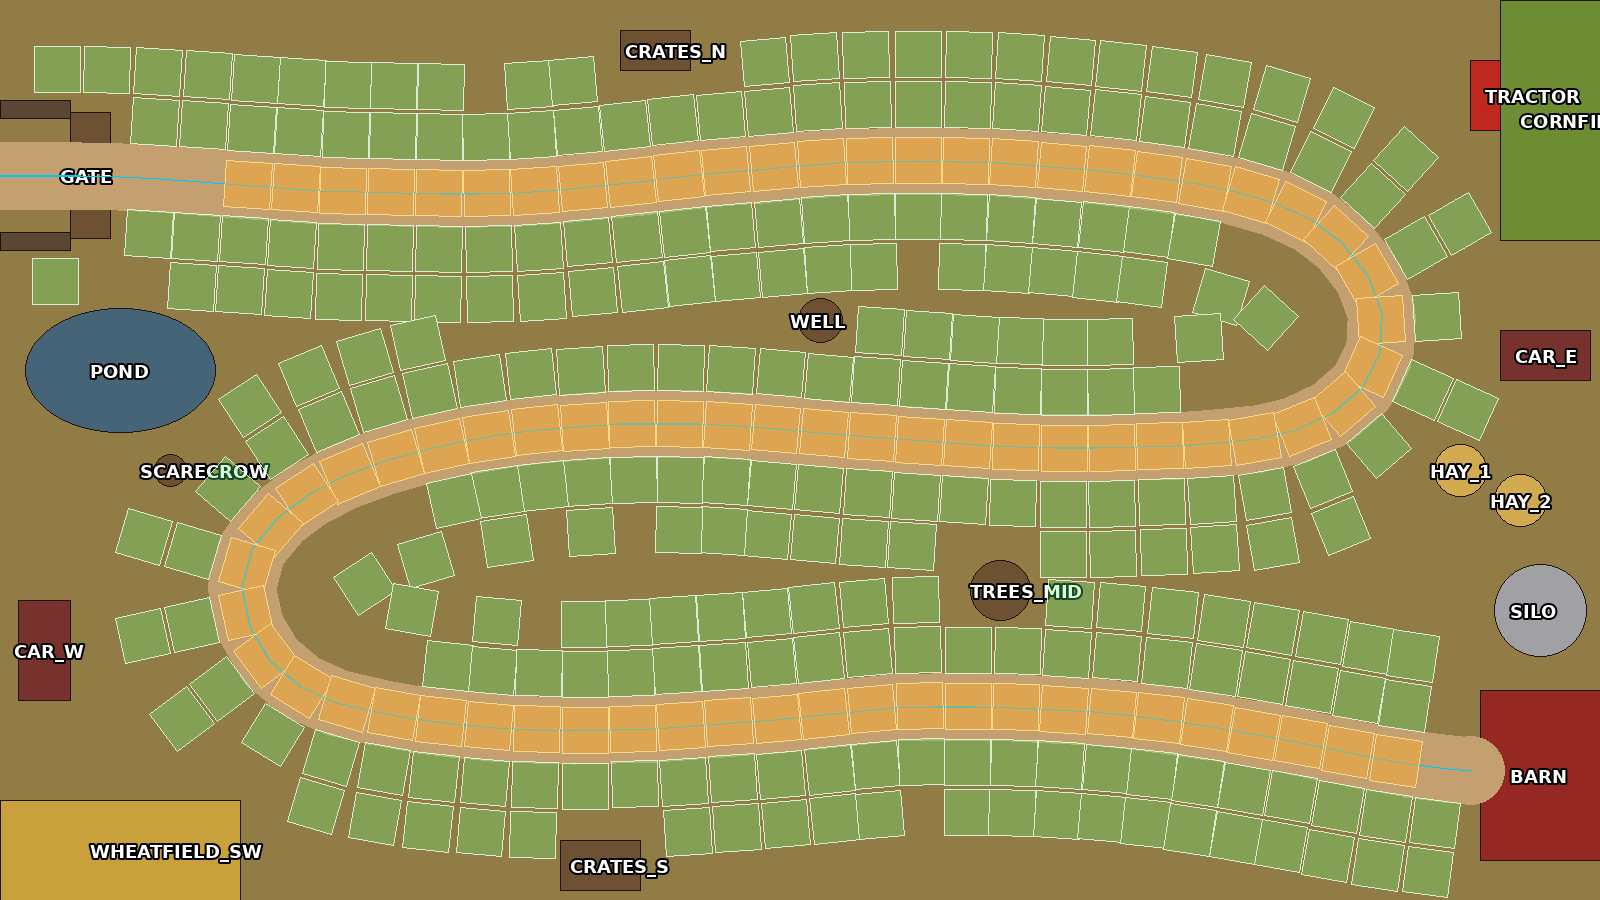 CRATES_N
TRACTOR
CORNFI
GATE
WELL
POND
CAR_E
SCARECROW
HAY_1
HAY_2
TREES_MID
SILO
CAR_W
BARN
WHEATFIELD_SW
CRATES_S